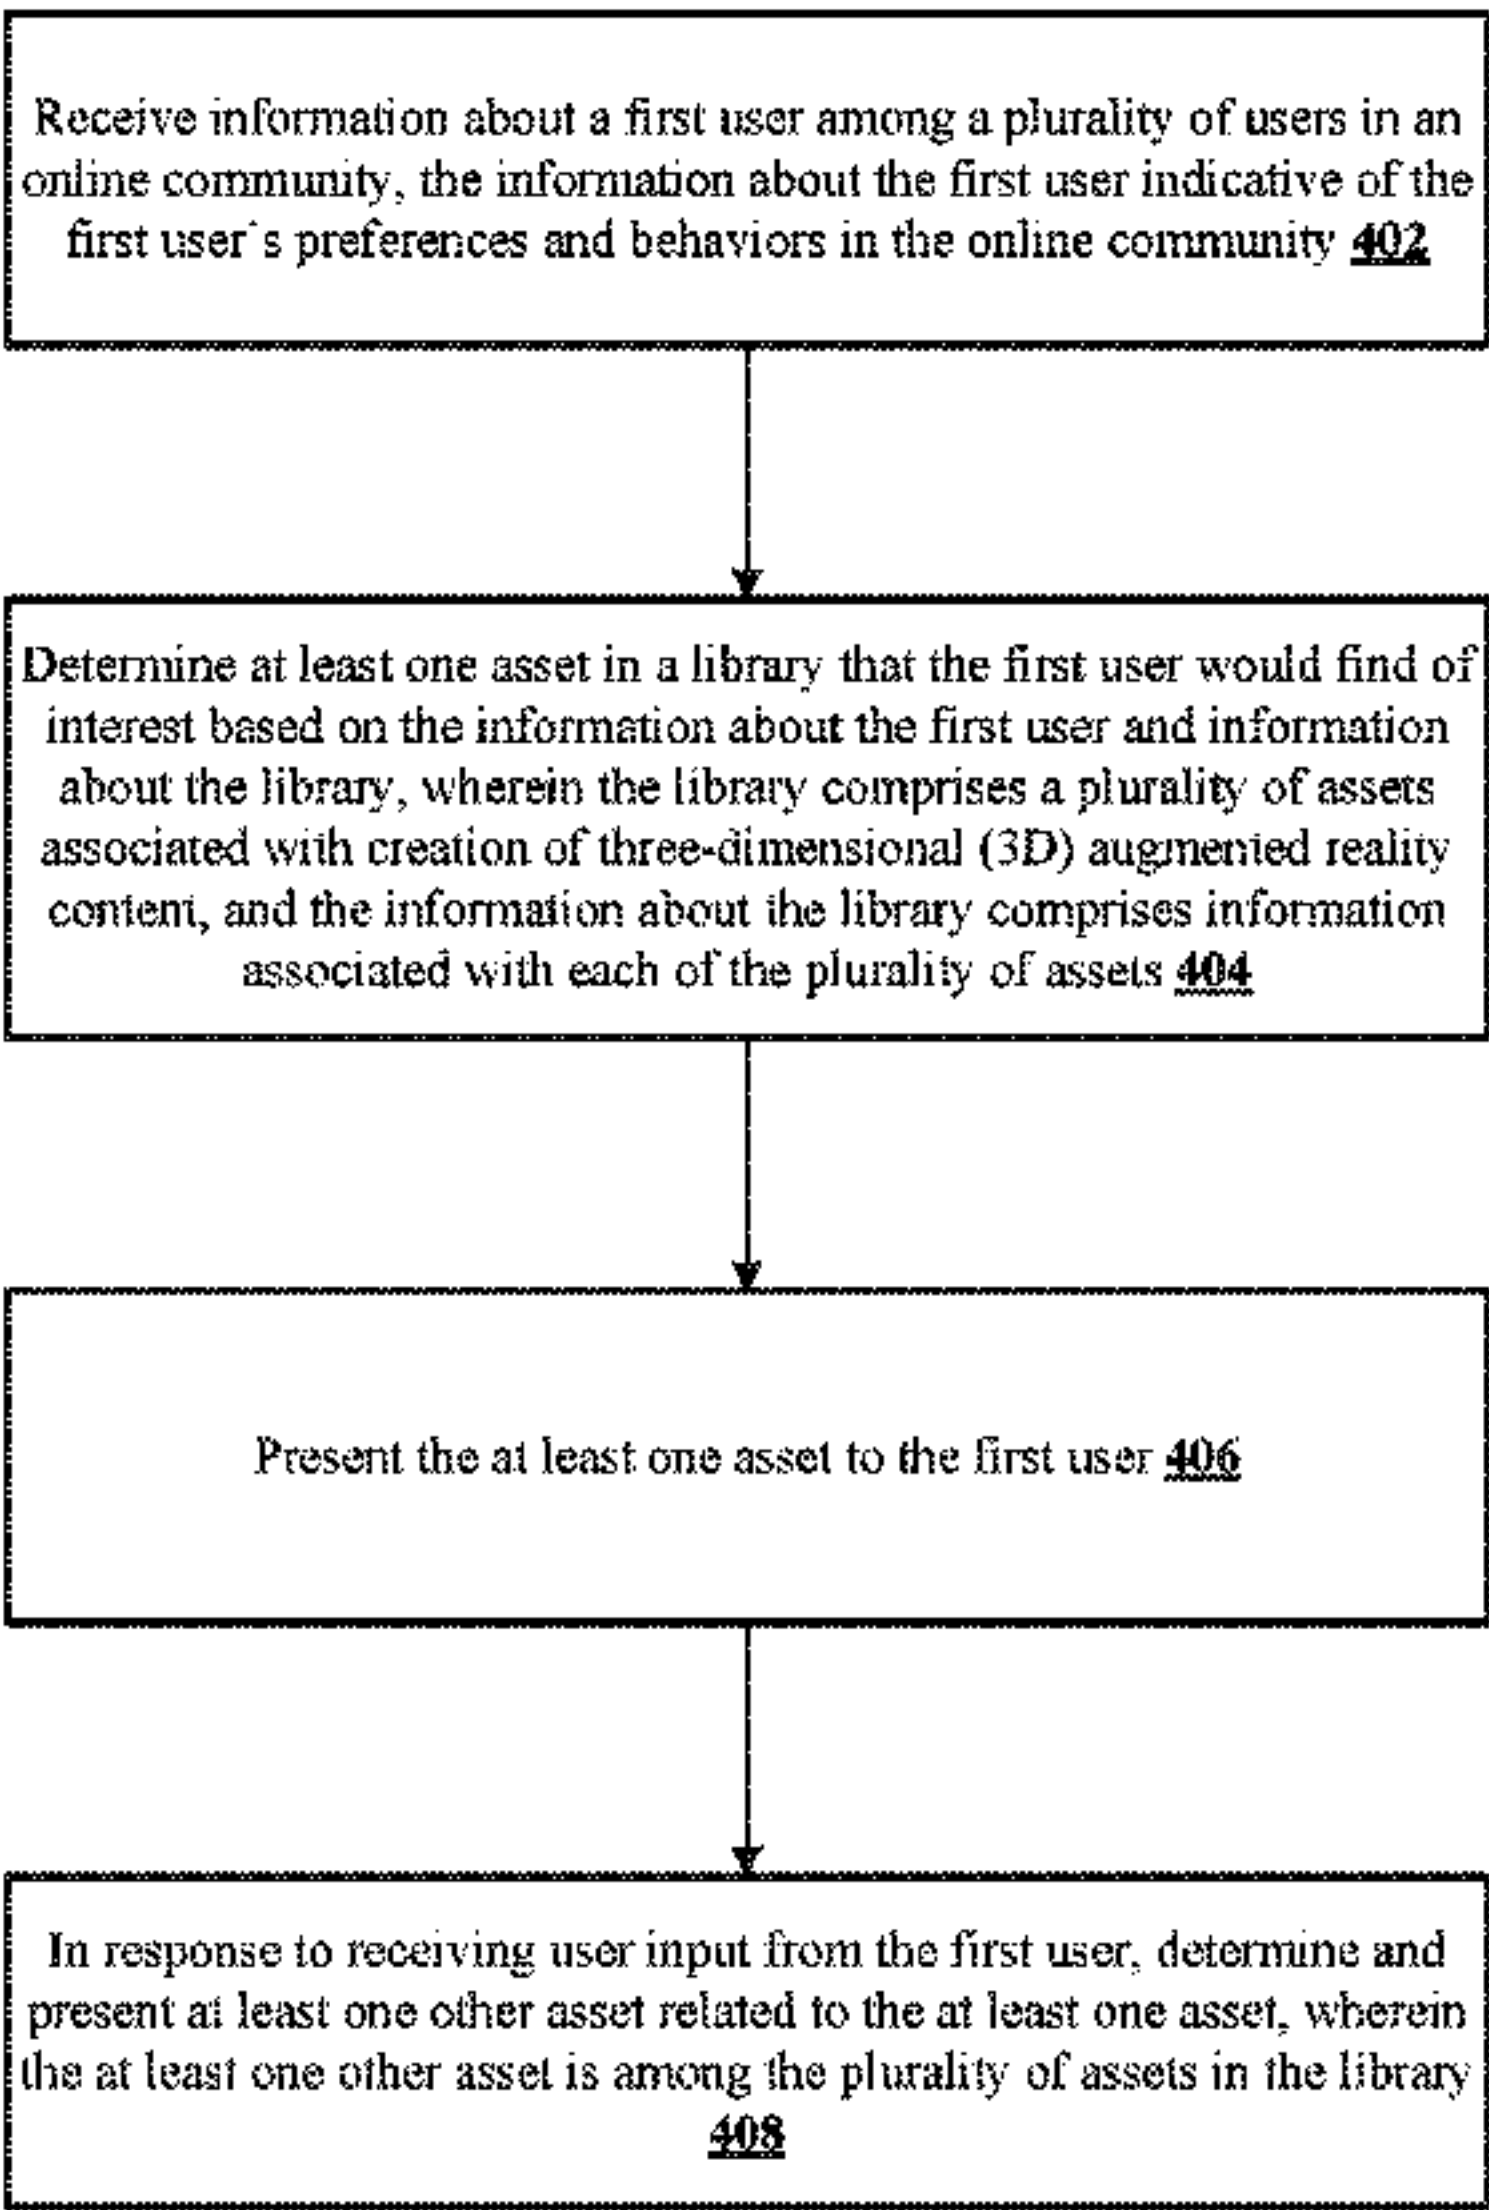 Receive information about a first user among a plurality of users in an
online community, the information about the first user indicative of the
first user's preferences and behaviors in the online community 402
Determine at least one asset in a library that the first user would find of
interest based on the information about the first user and information
about the library, wherein the library comprises a plurality of assets
associated with creation of three-dimensional (3D) augmented reality
content, and the information about the library comprises information
associated with each of the plurality of assets 404
Present the at least one asset to the first user 406
In response to receiving user input from the first user, determine and
present at least one other asset related to the at least one asset, wherein
the at least one other asset is among the plurality of assets in the library
408